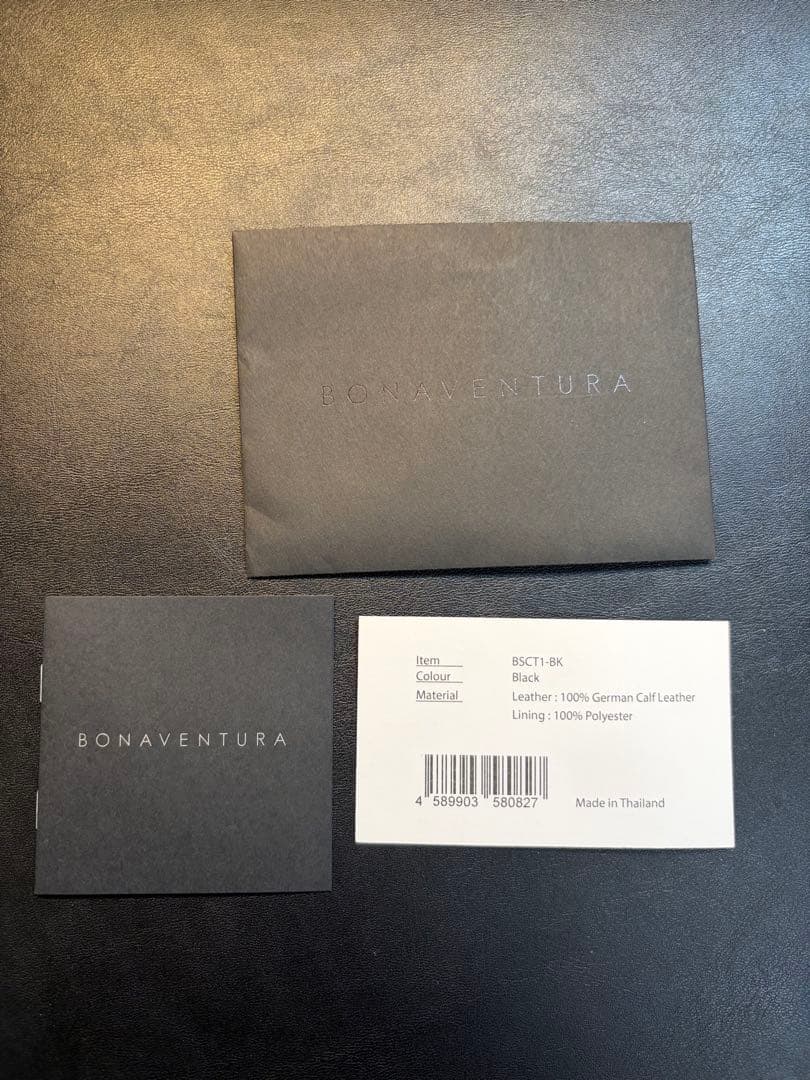 BONAVENTURA
BONAVENTURA
Item BSCT1-BK
Colour Black
Material Leather : 100% German Calf Leather
Lining : 100% Polyester
4 589903 580827
Made in Thailand